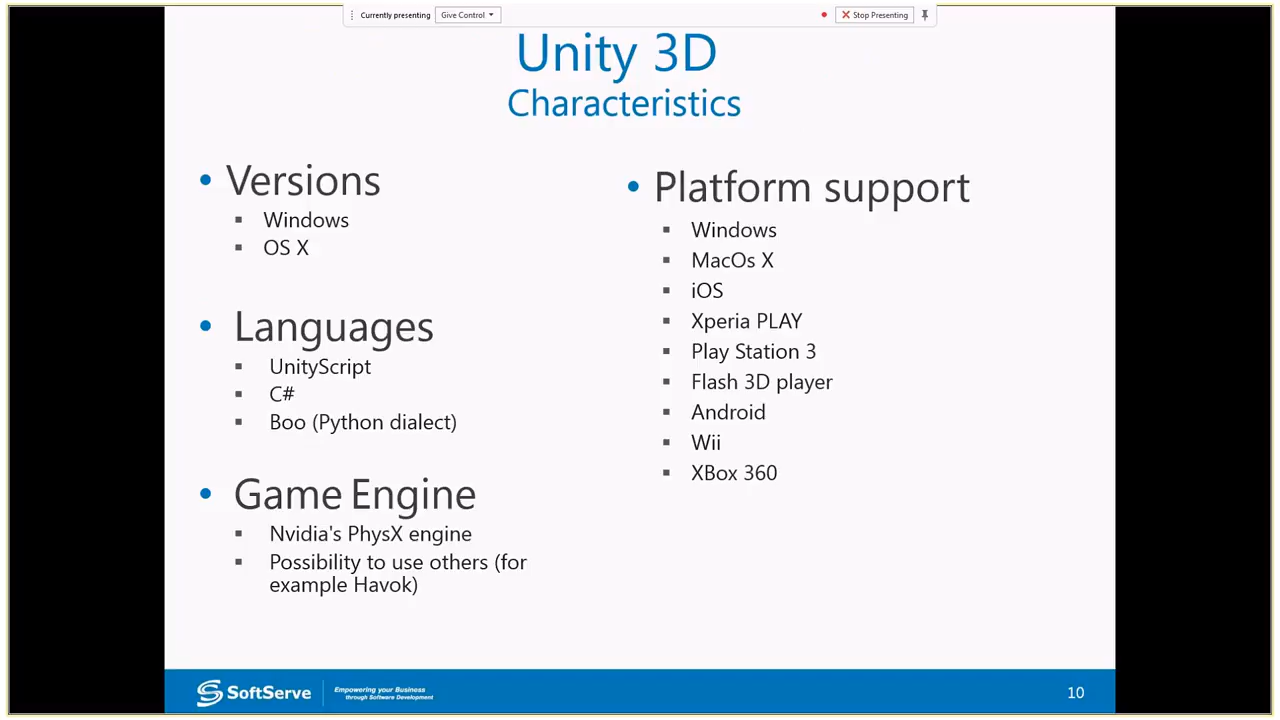 Currently presenting Give Control Stop Presenting
Unity 3D
Characteristics
• Versions
▪ Windows
▪ OS X
• Languages
▪ UnityScript
▪ C#
▪ Boo (Python dialect)
• Game Engine
▪ Nvidia's PhysX engine
▪ Possibility to use others (for
example Havok)
• Platform support
▪ Windows
▪ MacOs X
▪ iOS
▪ Xperia PLAY
▪ Play Station 3
▪ Flash 3D player
▪ Android
▪ Wii
▪ XBox 360
SoftServe
Empowering your Business
through Software Development
10